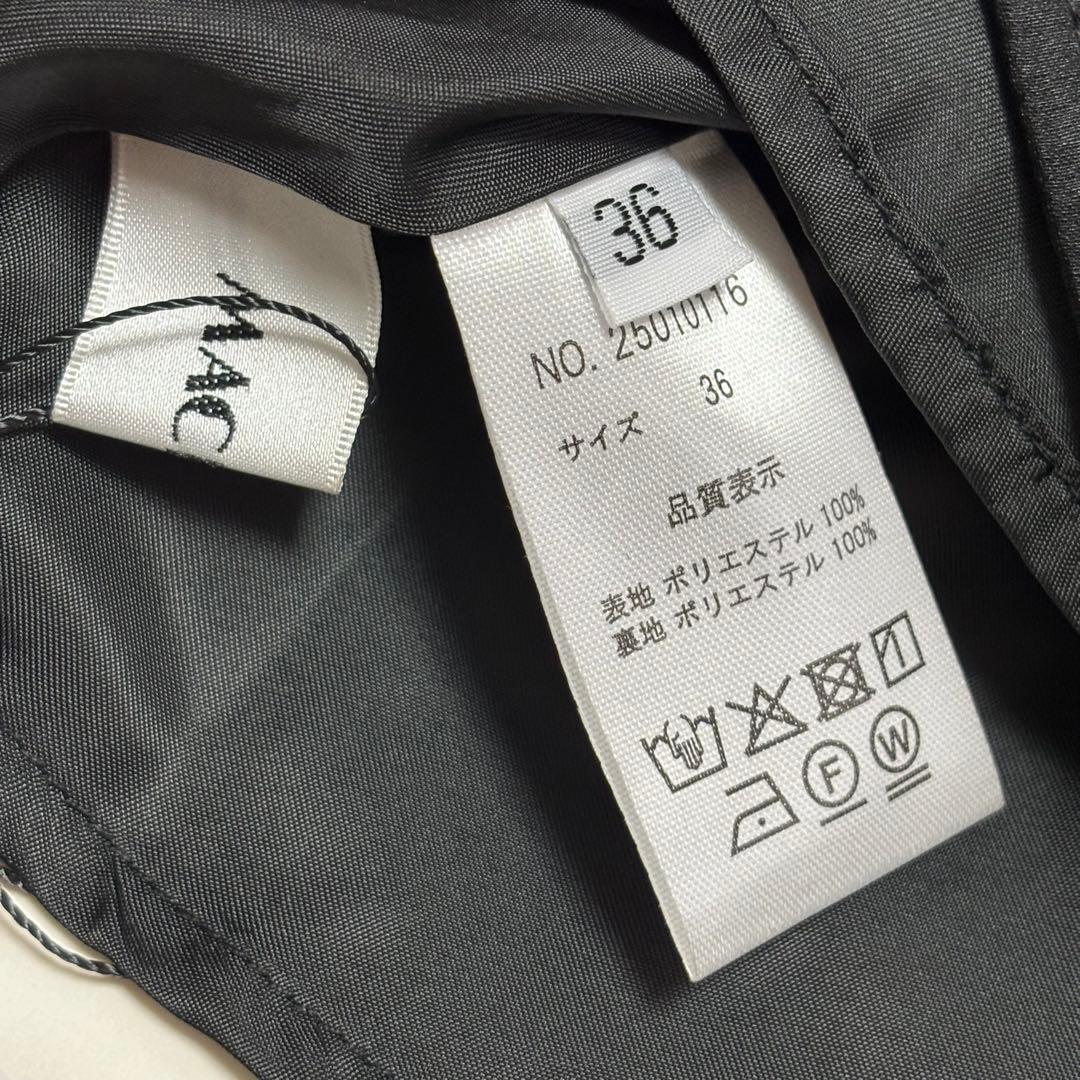 MAC
36
NO. 25010116
サイズ 36
品質表示
表地 ポリエステル 100%
裏地 ポリエステル 100%
F W